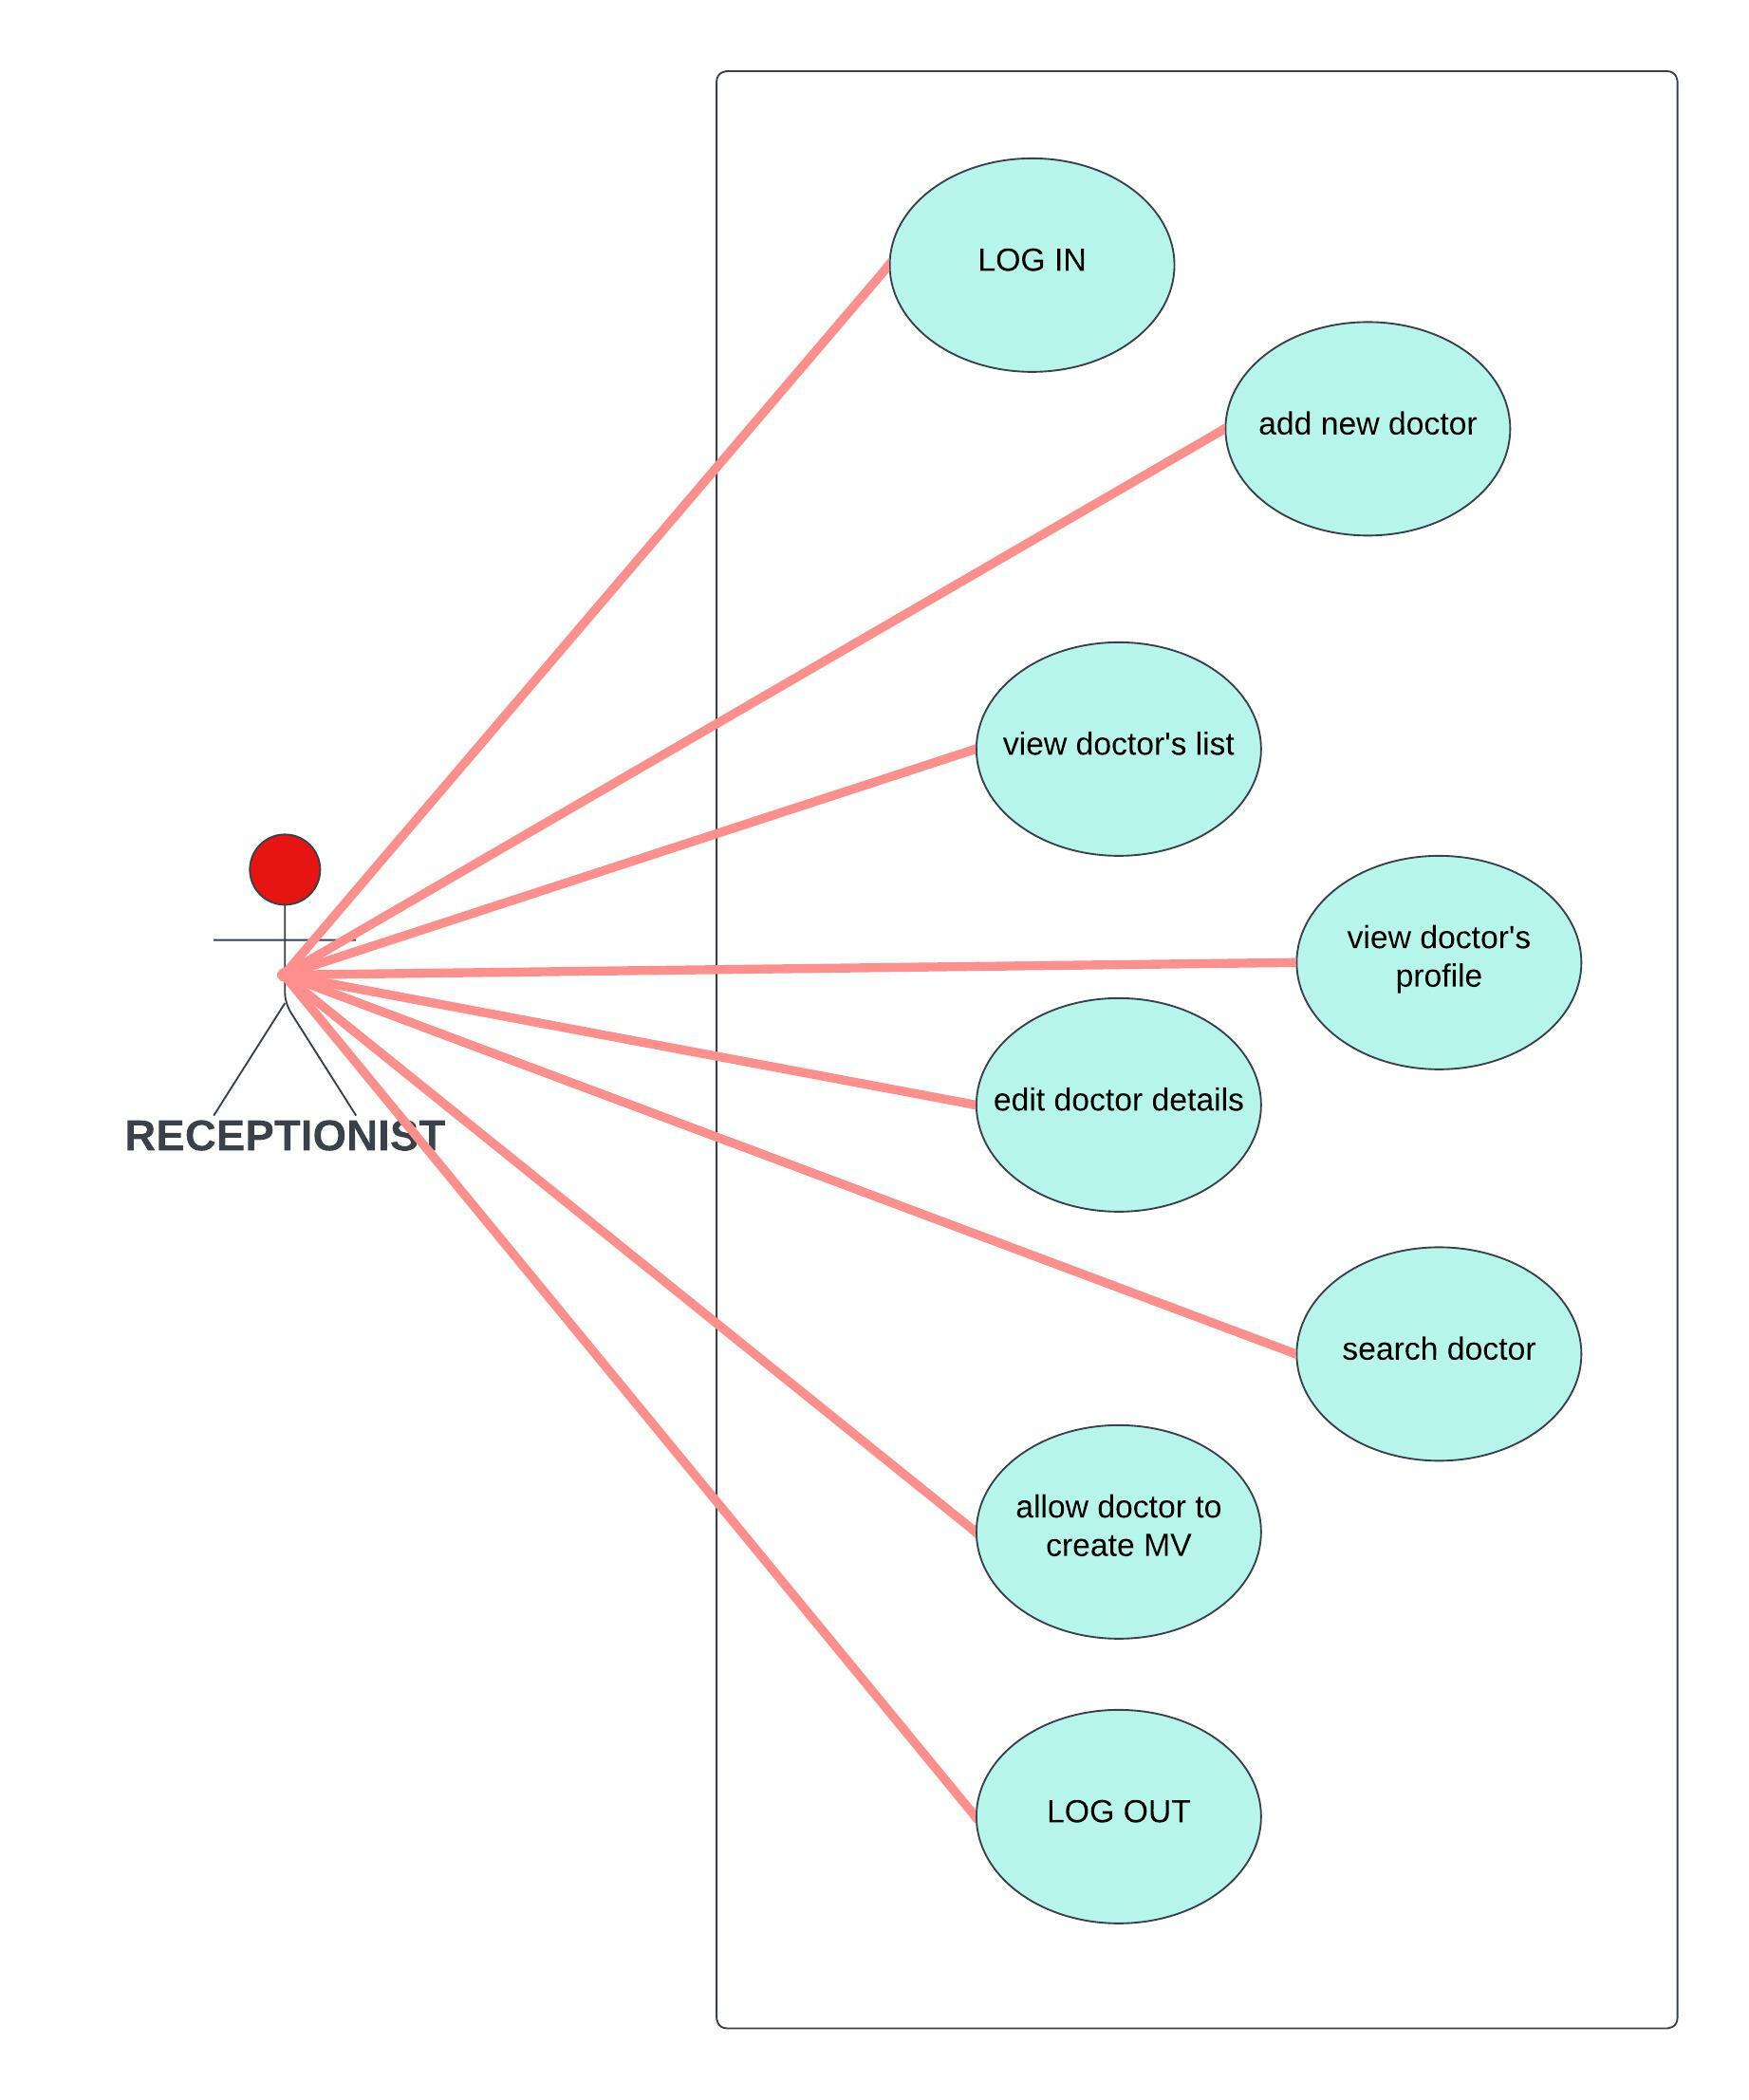 LOG IN
add new doctor
view doctor's list
view doctor's
profile
edit doctor details
RECEPTIONIST
search doctor
allow doctor to
create MV
LOG OUT